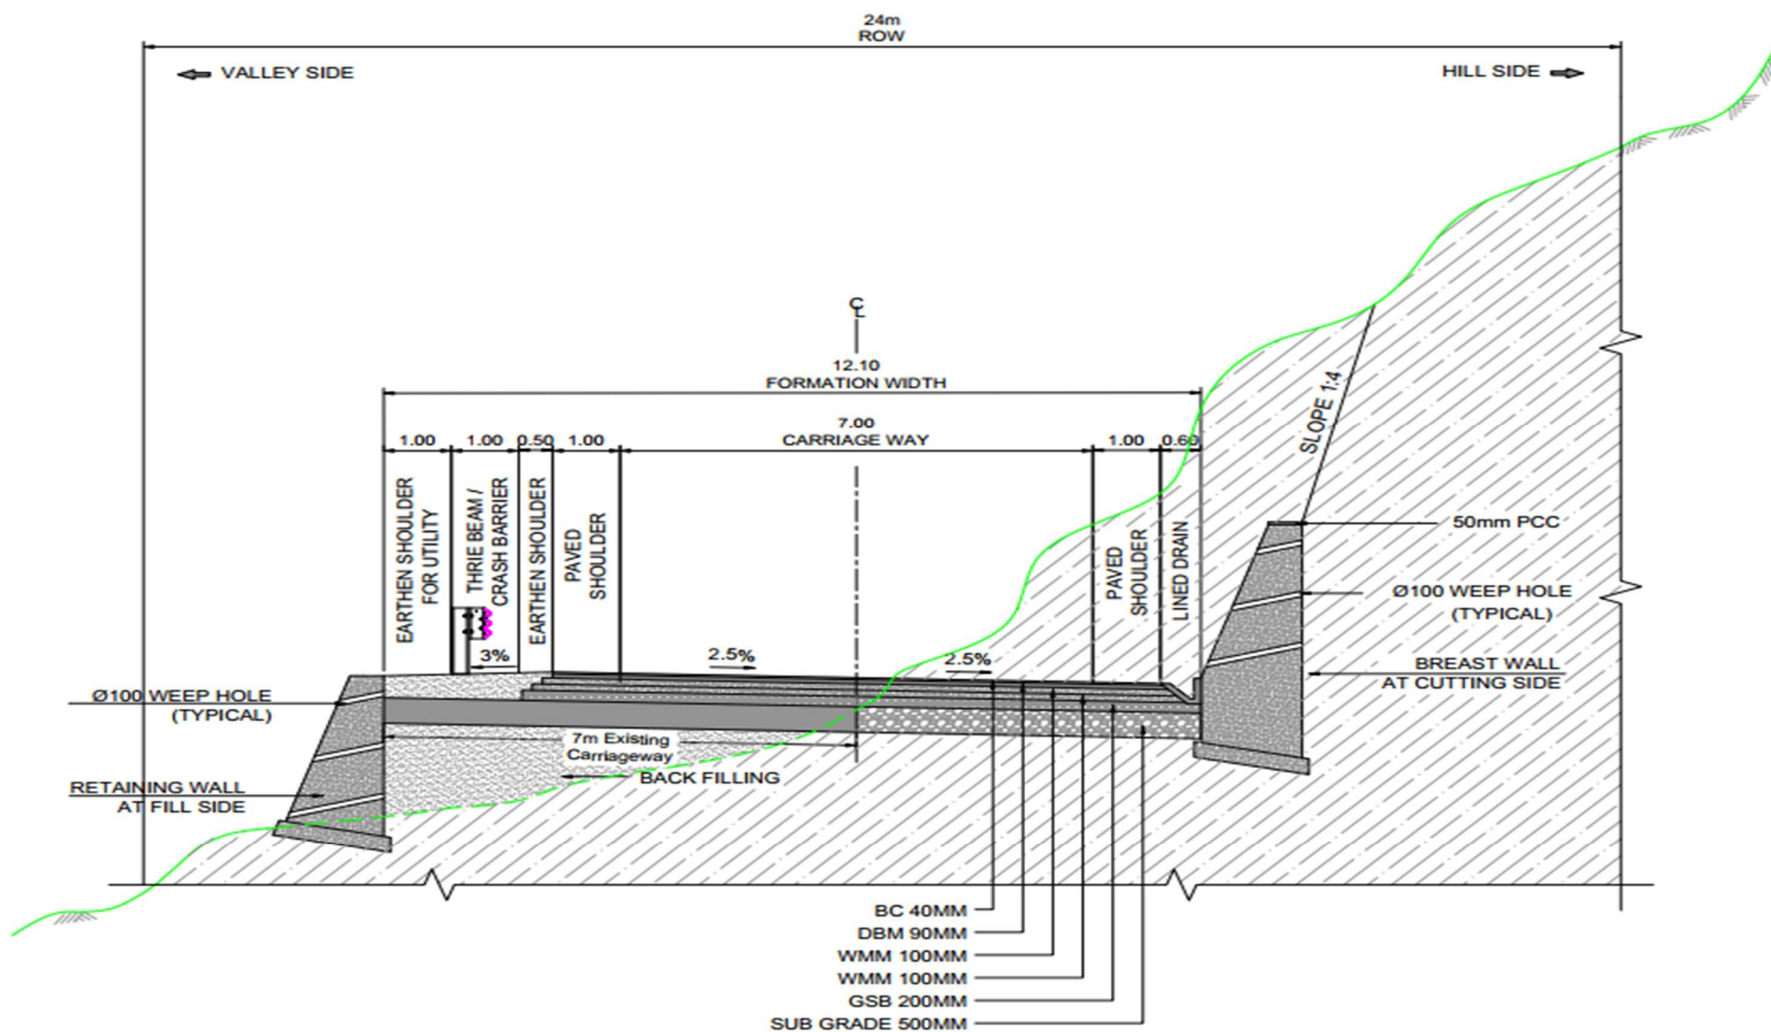 24m
ROW
VALLEY SIDE
HILL SIDE
CL
12.10
FORMATION WIDTH
7.00
CARRIAGE WAY
1.00
1.00
0.50
1.00
1.00
0.60
EARTHEN SHOULDER
FOR UTILITY
THRIE BEAM /
CRASH BARRIER
EARTHEN SHOULDER
PAVED
SHOULDER
PAVED
SHOULDER
LINED DRAIN
SLOPE 1:4
50mm PCC
Ø100 WEEP HOLE
(TYPICAL)
3%
2.5%
2.5%
BREAST WALL
AT CUTTING SIDE
Ø100 WEEP HOLE
(TYPICAL)
7m Existing
Carriageway
BACK FILLING
RETAINING WALL
AT FILL SIDE
BC 40MM
DBM 90MM
WMM 100MM
WMM 100MM
GSB 200MM
SUB GRADE 500MM